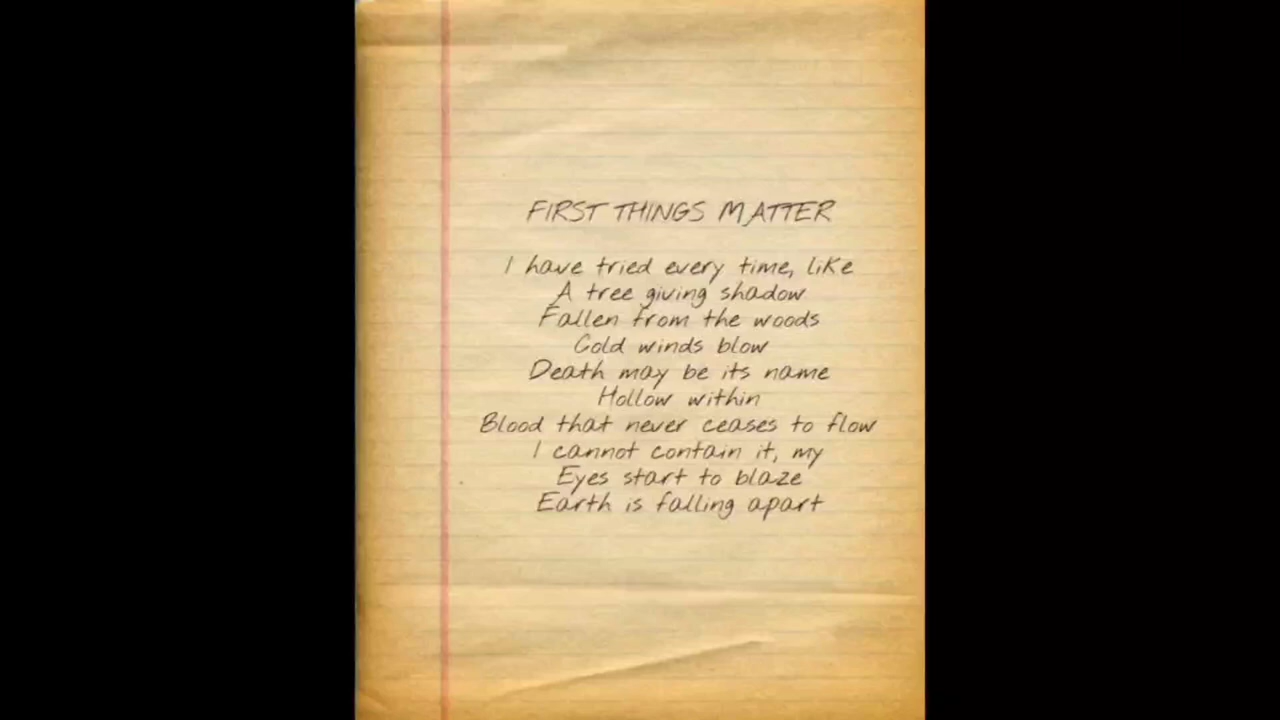 FIRST THINGS MATTER
I have tried every time, like
A tree giving shadow
Fallen from the woods
Cold winds blow
Death may be its name
Hollow within
Blood that never ceases to flow
I cannot contain it, my
Eyes start to blaze
Earth is falling apart